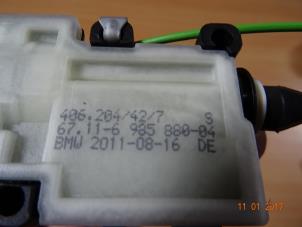 406.204/42/7 S
67.11-6 985 880-04
BMW 2011-08-16 DE
11 01 2017